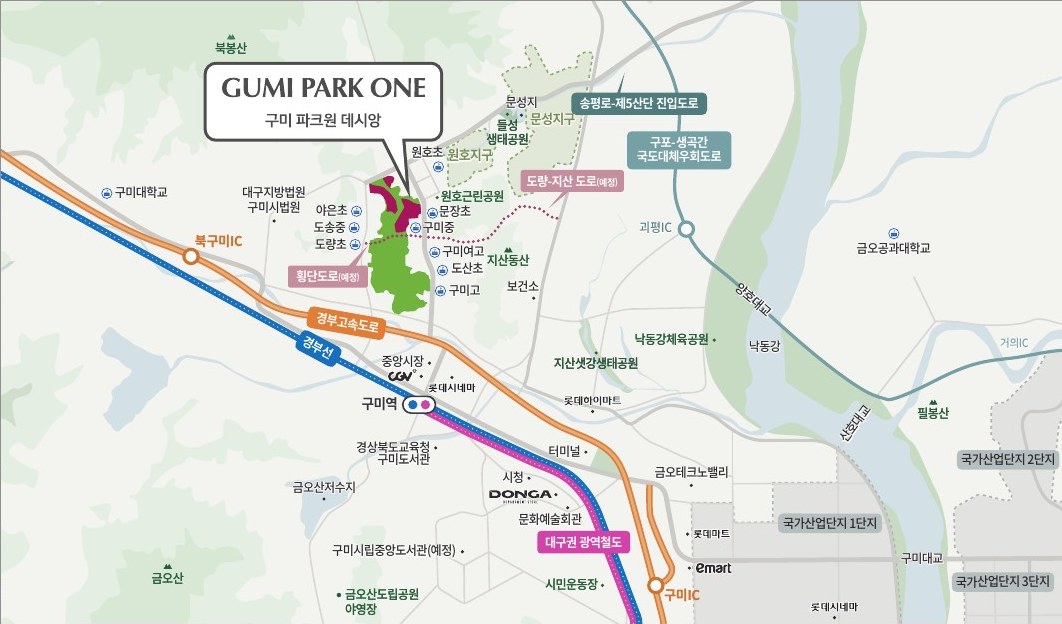 북봉산
GUMI PARK ONE
구미 파크원 데시앙
문성지
들성
생태공원
문성지구
송평로-제5산단 진입도로
구포-생곡간
국도대체우회도로
원호초
원호지구
도량-지산 도로(예정)
구미대학교
대구지방법원
구미시법원
야은초
도송중
도량초
원호근린공원
문장초
구미중
구미여고
도산초
구미고
지산동산
보건소
괴평IC
금오공과대학교
북구미IC
횡단도로(예정)
경부고속도로
경부선
양호대교
낙동강체육공원
낙동강
거의IC
중앙시장
CGV
롯데시네마
구미역
지산샛강생태공원
롯데하이마트
필봉산
산호대교
경상북도교육청
구미도서관
터미널
시청
DONGA
DEPARTMENT STORE
문화예술회관
금오테크노밸리
국가산업단지 2단지
금오산저수지
국가산업단지 1단지
롯데마트
대구권 광역철도
구미시립중앙도서관(예정)
구미대교
emart
국가산업단지 3단지
금오산
금오산도립공원
야영장
시민운동장
구미IC
롯데시네마